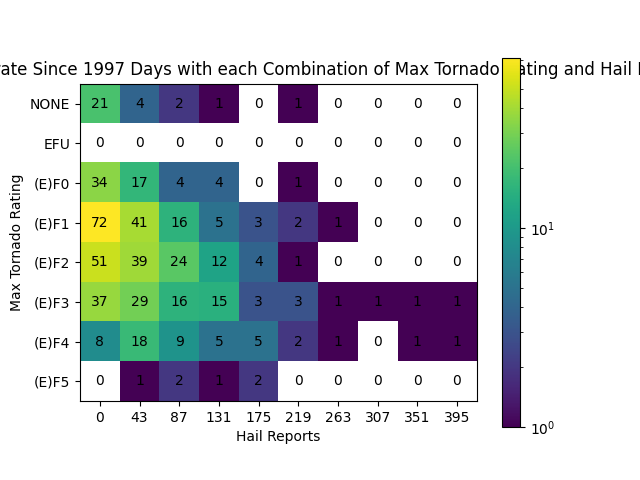 Since 1997 Days with each Combination of Max Tornado Rating and Hail
NONE 21 4 2 1 0 1 0 0 0 0
EFU 0 0 0 0 0 0 0 0 0 0
(E)F0 34 17 4 4 0 1 0 0 0 0
(E)F1 72 41 16 5 3 2 1 0 0 0
(E)F2 51 39 24 12 4 1 0 0 0 0
(E)F3 37 29 16 15 3 3 1 1 1 1
(E)F4 8 18 9 5 5 2 1 0 1 1
(E)F5 0 1 2 1 2 0 0 0 0 0
0 43 87 131 175 219 263 307 351 395
Hail Reports
Max Tornado Rating
10¹
10⁰